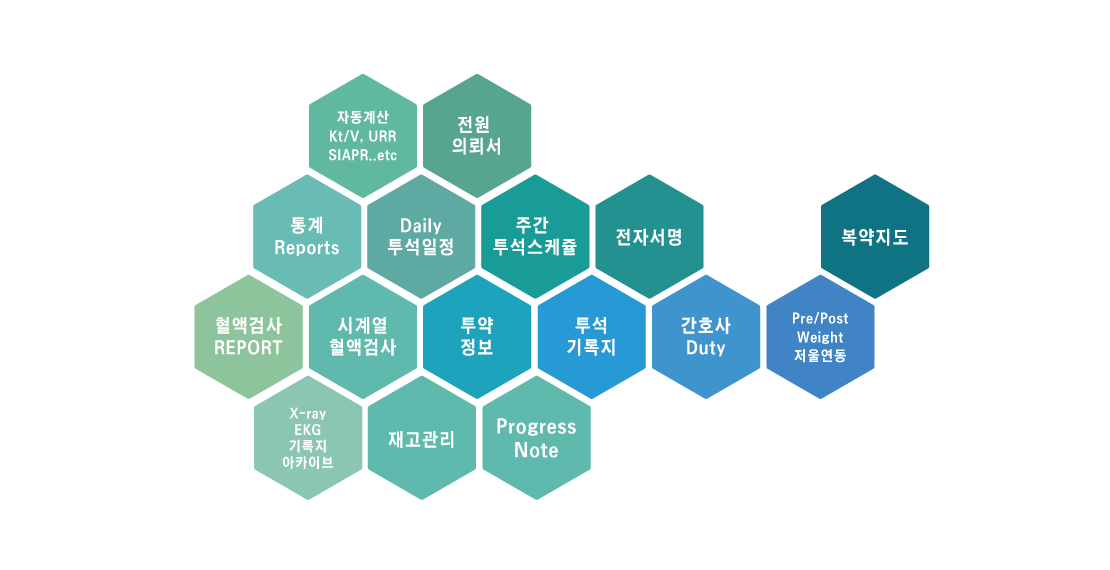 자동계산
Kt/V, URR
SIAPR..etc
전원
의뢰서
통계
Reports
Daily
투석일정
주간
투석스케쥴
전자서명
복약지도
혈액검사
REPORT
시계열
혈액검사
투약
정보
투석
기록지
간호사
Duty
Pre/Post
Weight
저울연동
X-ray
EKG
기록지
아카이브
재고관리
Progress
Note